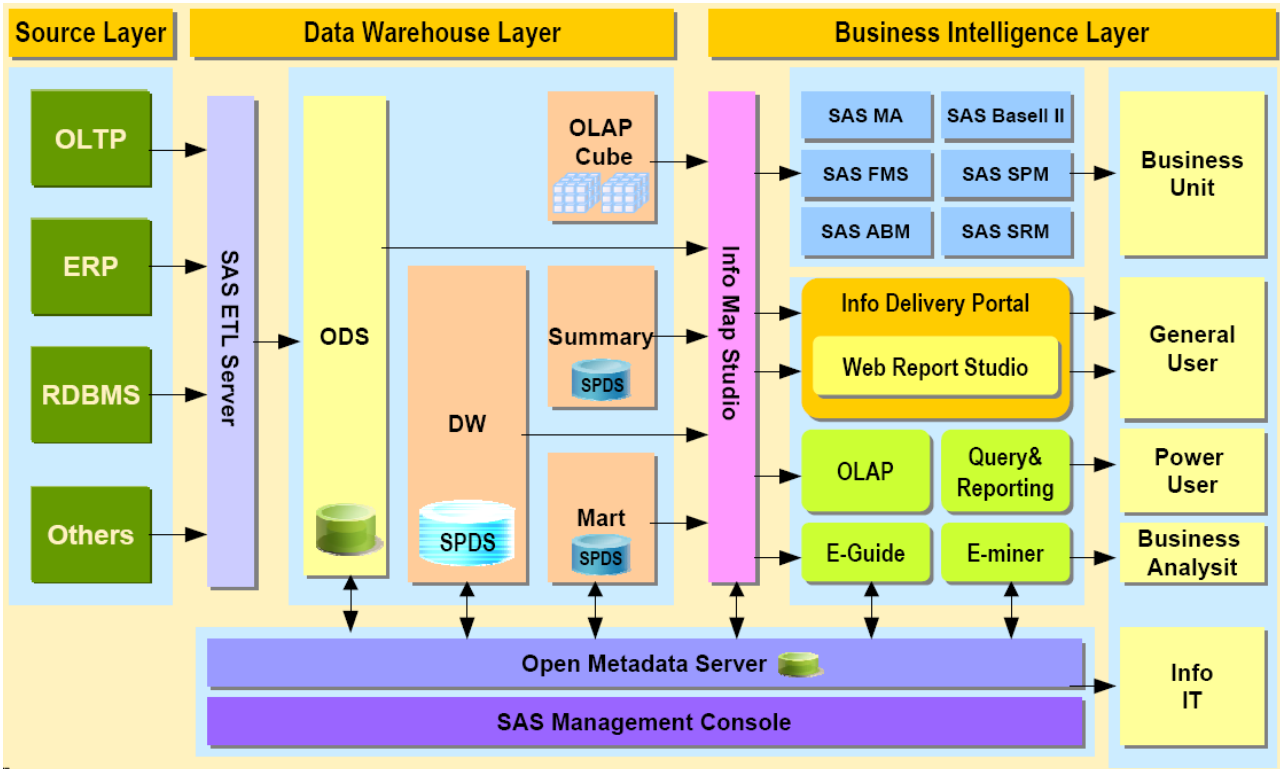 Source Layer
Data Warehouse Layer
Business Intelligence Layer
OLTP
ERP
RDBMS
Others
SAS ETL Server
ODS
DW
SPDS
OLAP
Cube
Summary
SPDS
Mart
SPDS
Info Map Studio
SAS MA
SAS Basell II
SAS FMS
SAS SPM
SAS ABM
SAS SRM
Info Delivery Portal
Web Report Studio
OLAP
Query&
Reporting
E-Guide
E-miner
Business
Unit
General
User
Power
User
Business
Analysit
Info
IT
Open Metadata Server
SAS Management Console